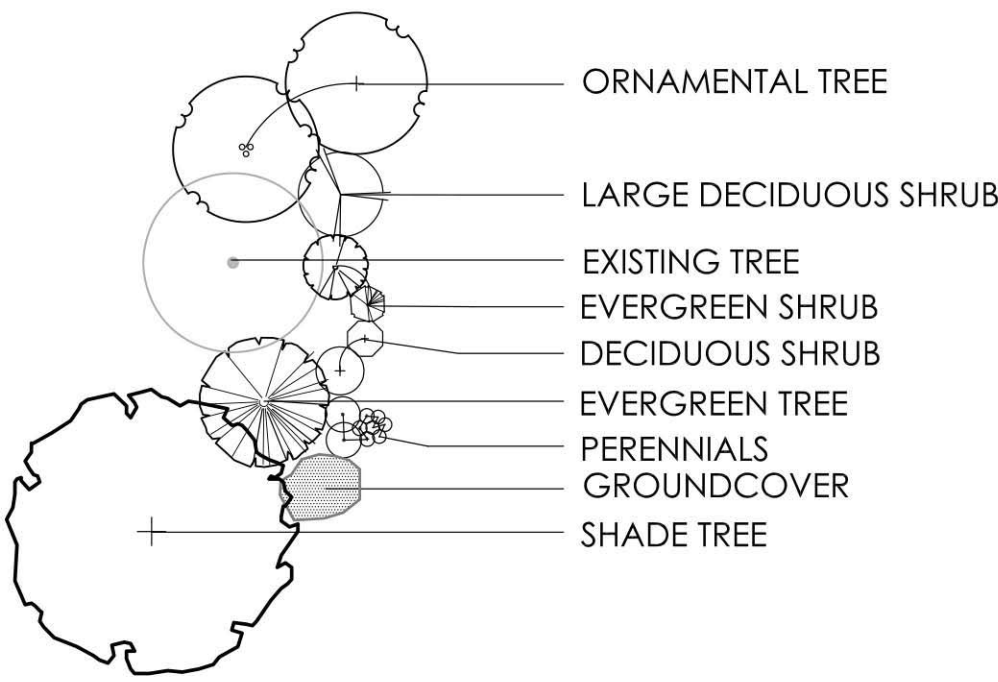 ORNAMENTAL TREE
LARGE DECIDUOUS SHRUB
EXISTING TREE
EVERGREEN SHRUB
DECIDUOUS SHRUB
EVERGREEN TREE
PERENNIALS
GROUNDCOVER
SHADE TREE